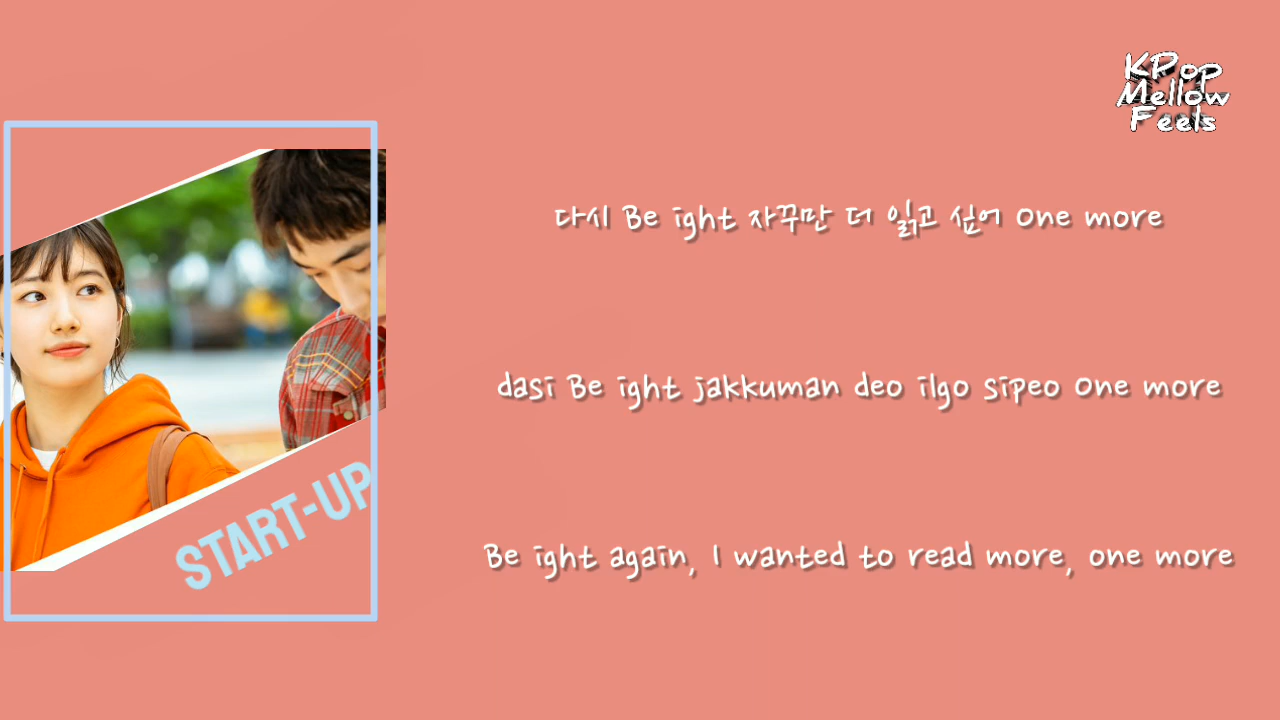 KPop
Mellow
Feels
다시 Be ight 자꾸만 더 읽고 싶어 One more
dasi Be ight jakkuman deo ilgo sipeo One more
START-UP
Be ight again, I wanted to read more, one more